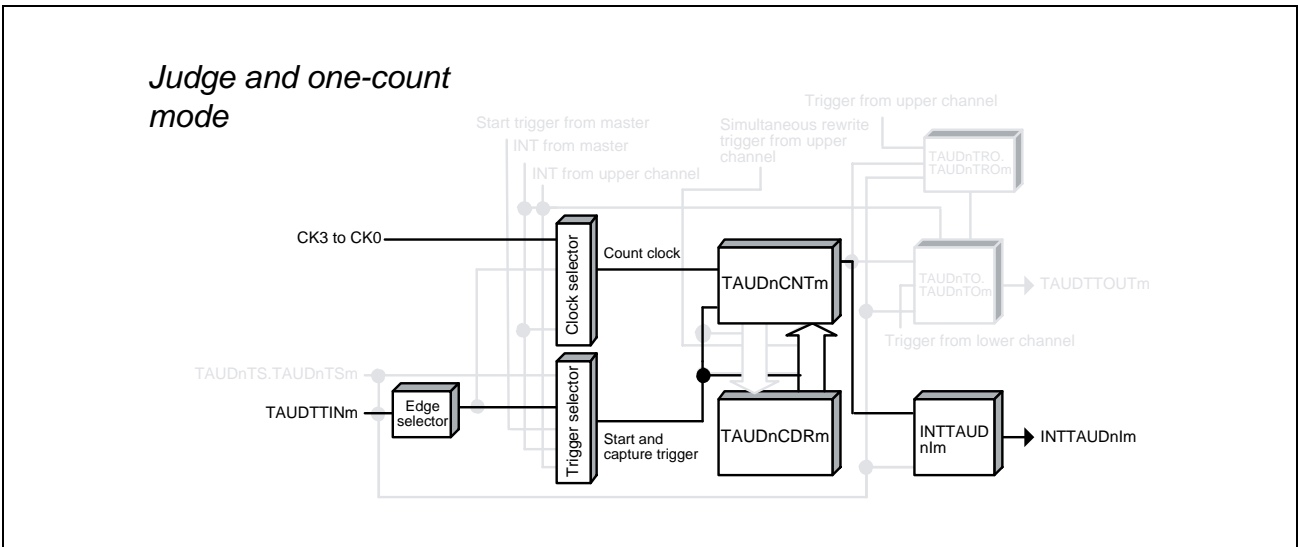 Judge and one-count
mode
Trigger from upper channel
Start trigger from master
Simultaneous rewrite
trigger from upper
channel
INT from master
INT from upper channel
TAUDnTRO.
TAUDnTROm
CK3 to CK0
Clock selector
Count clock
TAUDnCNTm
TAUDnTO.
TAUDnTOm
TAUDTTOUTm
Trigger from lower channel
TAUDnTS.TAUDnTSm
TAUDTTINm
Edge
selector
Trigger selector
Start and
capture trigger
TAUDnCDRm
INTTAUD
nIm
INTTAUDnIm